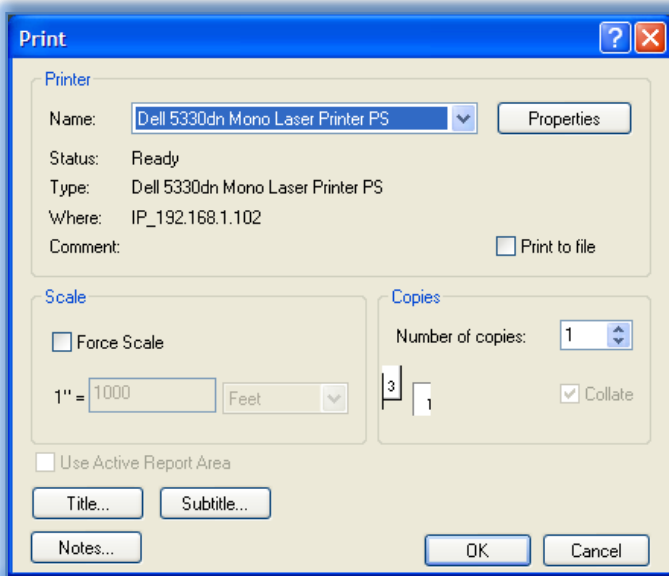 Print
Printer
Name: Dell 5330dn Mono Laser Printer PS Properties
Status: Ready
Type: Dell 5330dn Mono Laser Printer PS
Where: IP_192.168.1.102
Comment: Print to file
Scale Copies
Force Scale Number of copies: 1
1" = 1000 Feet 3 1 Collate
Use Active Report Area
Title... Subtitle...
Notes... OK Cancel